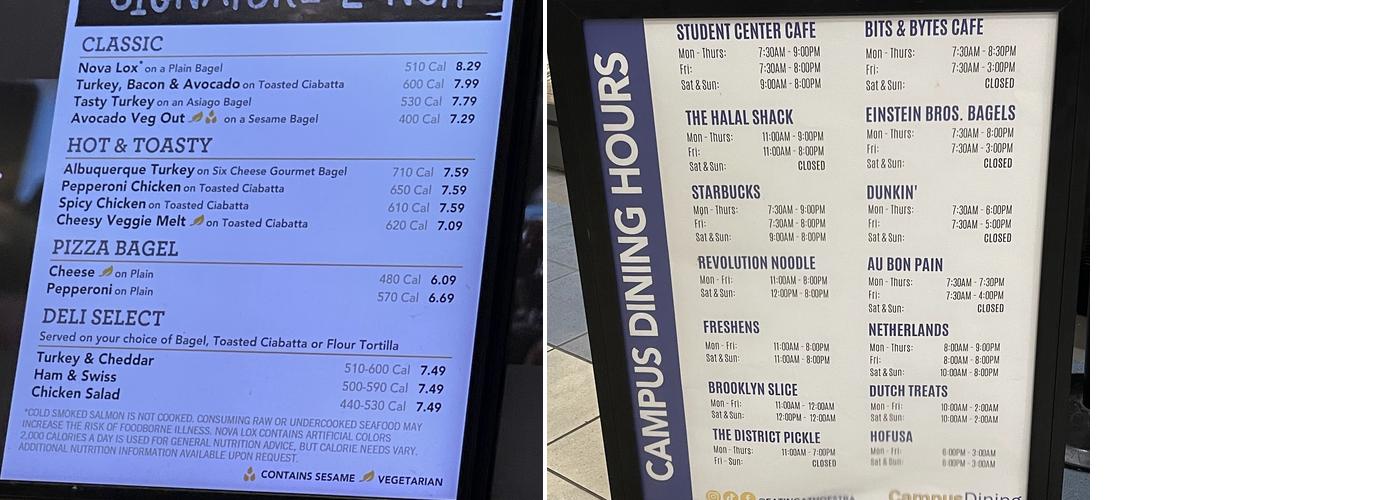 SIGNATURE LUNCH
CLASSIC
Nova Lox* on a Plain Bagel 510 Cal 8.29
Turkey, Bacon & Avocado on Toasted Ciabatta 600 Cal 7.99
Tasty Turkey on an Asiago Bagel 530 Cal 7.79
Avocado Veg Out on a Sesame Bagel 400 Cal 7.29
HOT & TOASTY
Albuquerque Turkey on Six Cheese Gourmet Bagel 710 Cal 7.59
Pepperoni Chicken on Toasted Ciabatta 650 Cal 7.59
Spicy Chicken on Toasted Ciabatta 610 Cal 7.59
Cheesy Veggie Melt on Toasted Ciabatta 620 Cal 7.09
PIZZA BAGEL
Cheese on Plain 480 Cal 6.09
Pepperoni on Plain 570 Cal 6.69
DELI SELECT
Served on your choice of Bagel, Toasted Ciabatta or Flour Tortilla
Turkey & Cheddar 510-600 Cal 7.49
Ham & Swiss 500-590 Cal 7.49
Chicken Salad 440-530 Cal 7.49
*COLD SMOKED SALMON IS NOT COOKED. CONSUMING RAW OR UNDERCOOKED SEAFOOD MAY
INCREASE THE RISK OF FOODBORNE ILLNESS. NOVA LOX CONTAINS ARTIFICIAL COLORS
2,000 CALORIES A DAY IS USED FOR GENERAL NUTRITION ADVICE, BUT CALORIE NEEDS VARY.
ADDITIONAL NUTRITION INFORMATION AVAILABLE UPON REQUEST.
CONTAINS SESAME VEGETARIAN
CAMPUS DINING HOURS
STUDENT CENTER CAFE
Mon - Thurs: 7:30AM - 9:00PM
Fri: 7:30AM - 8:00PM
Sat & Sun: 9:00AM - 8:00PM
THE HALAL SHACK
Mon - Thurs: 11:00AM - 9:00PM
Fri: 11:00AM - 8:00PM
Sat & Sun: CLOSED
STARBUCKS
Mon - Thurs: 7:30AM - 9:00PM
Fri: 7:30AM - 8:00PM
Sat & Sun: 9:00AM - 8:00PM
REVOLUTION NOODLE
Mon - Fri: 11:00AM - 8:00PM
Sat & Sun: 12:00PM - 8:00PM
FRESHENS
Mon - Fri: 11:00AM - 8:00PM
Sat & Sun: 11:00AM - 8:00PM
BROOKLYN SLICE
Mon - Fri: 11:00AM - 12:00AM
Sat & Sun: 12:00PM - 12:00AM
THE DISTRICT PICKLE
Mon - Thurs: 11:00AM - 7:00PM
Fri - Sun: CLOSED
BITS & BYTES CAFE
Mon - Thurs: 7:30AM - 8:30PM
Fri: 7:30AM - 3:00PM
Sat & Sun: CLOSED
EINSTEIN BROS. BAGELS
Mon - Thurs: 7:30AM - 8:00PM
Fri: 7:30AM - 3:00PM
Sat & Sun: CLOSED
DUNKIN'
Mon - Thurs: 7:30AM - 6:00PM
Fri: 7:30AM - 5:00PM
Sat & Sun: CLOSED
AU BON PAIN
Mon - Thurs: 7:30AM - 7:30PM
Fri: 7:30AM - 4:00PM
Sat & Sun: CLOSED
NETHERLANDS
Mon - Thurs: 8:00AM - 9:00PM
Fri: 8:00AM - 8:00PM
Sat & Sun: 10:00AM - 8:00PM
DUTCH TREATS
Mon - Fri: 10:00AM - 2:00AM
Sat & Sun: 10:00AM - 2:00AM
HOFUSA
Mon - Fri: 6:00PM - 3:00AM
Sat & Sun: 6:00PM - 3:00AM
CampusDining